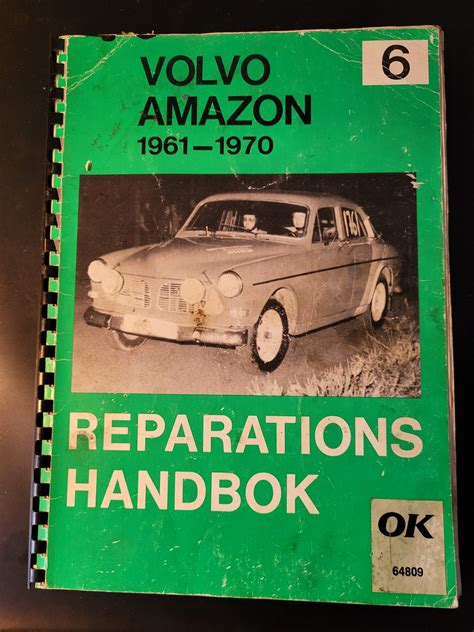 VOLVO
AMAZON
1961—1970
6
REPARATIONS
HANDBOK
OK
64809